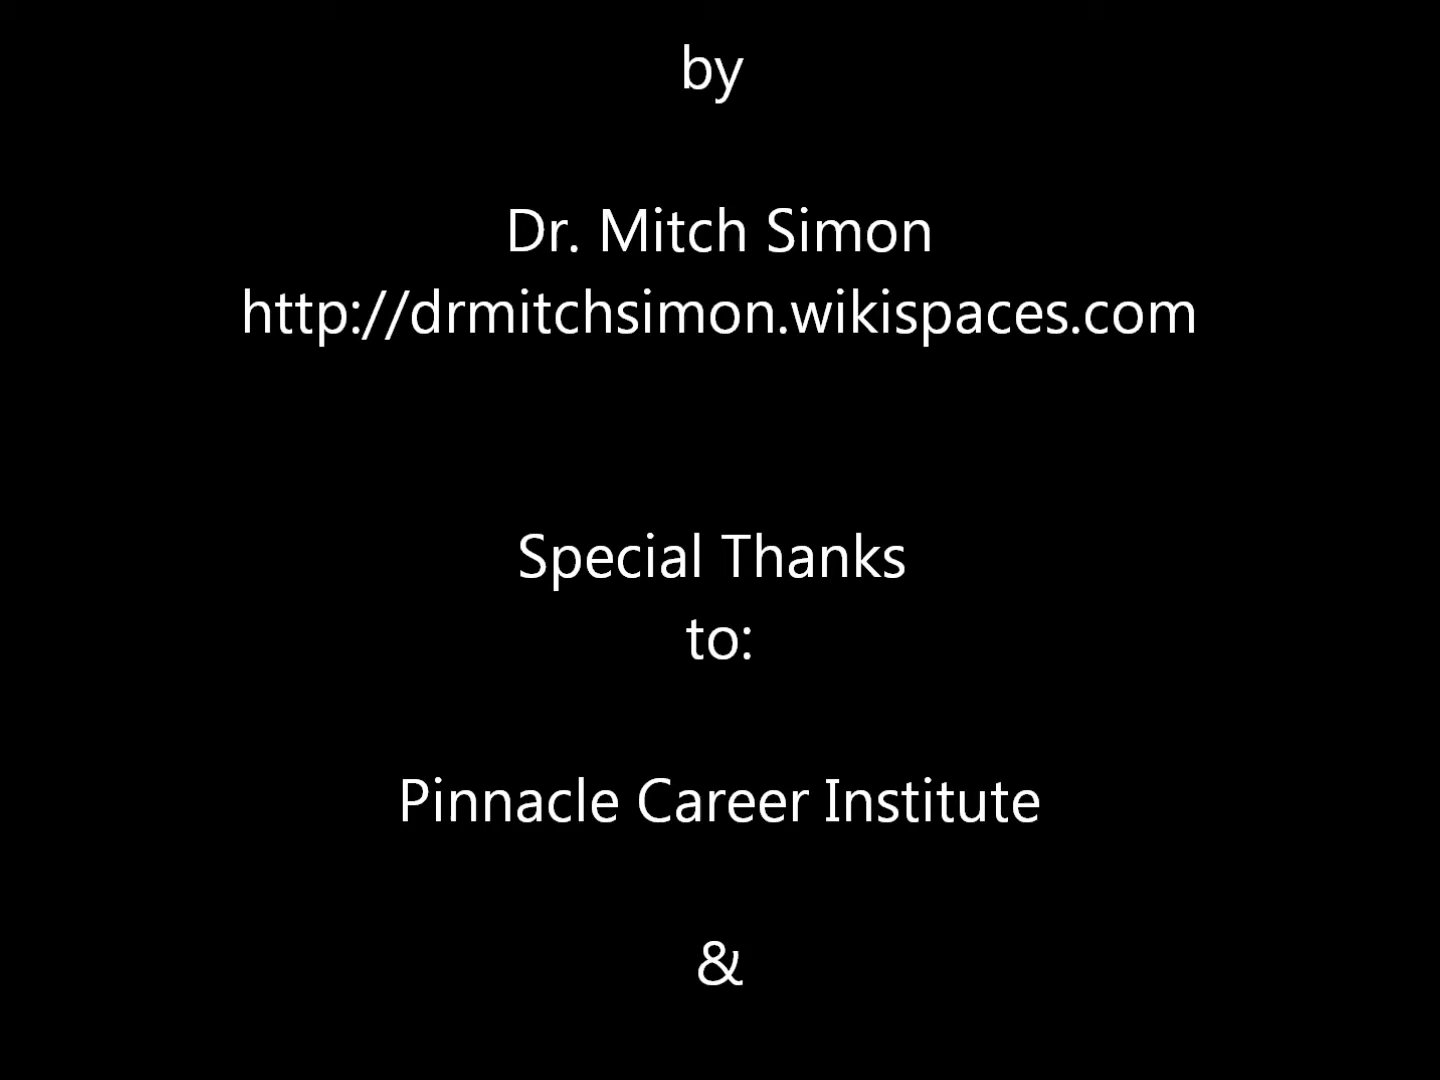 by
Dr. Mitch Simon
http://drmitchsimon.wikispaces.com
Special Thanks
to:
Pinnacle Career Institute
&